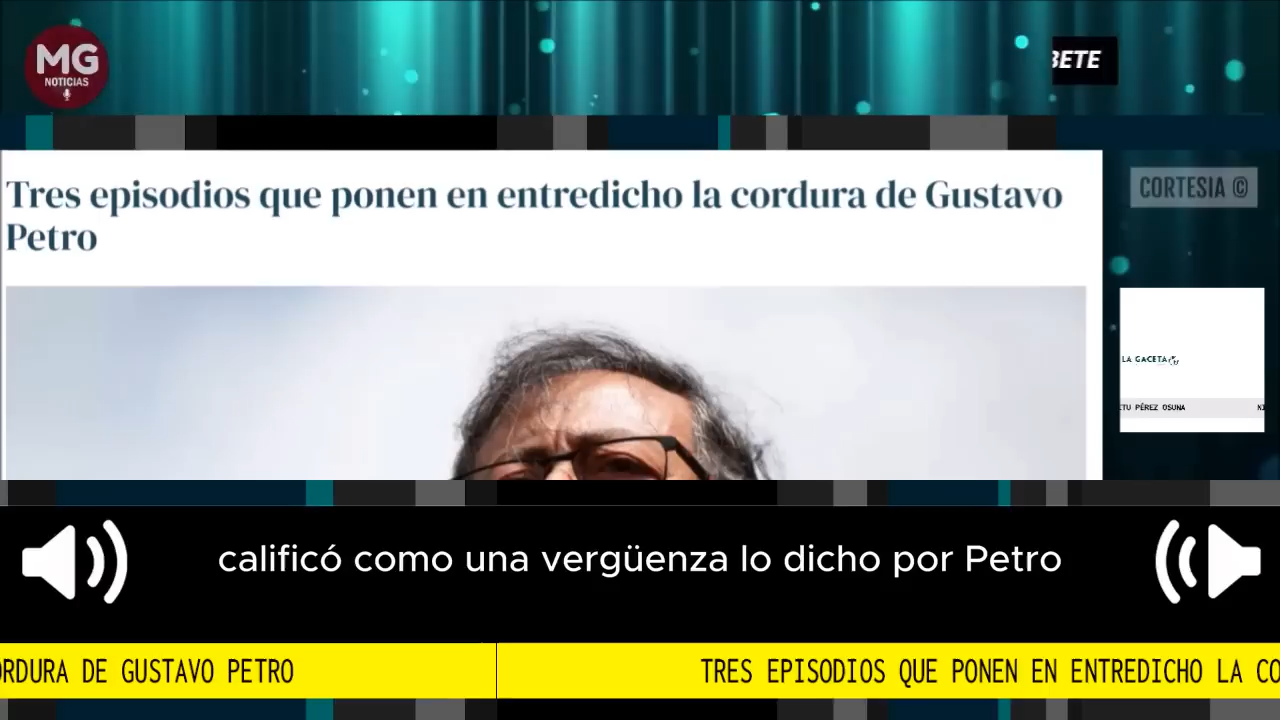 MG
NOTICIAS
BETE
Tres episodios que ponen en entredicho la cordura de Gustavo
Petro
CORTESIA ©
LA GACETA
CTU PÉREZ OSUNA
calificó como una vergüenza lo dicho por Petro
ORDURA DE GUSTAVO PETRO
TRES EPISODIOS QUE PONEN EN ENTREDICHO LA CO